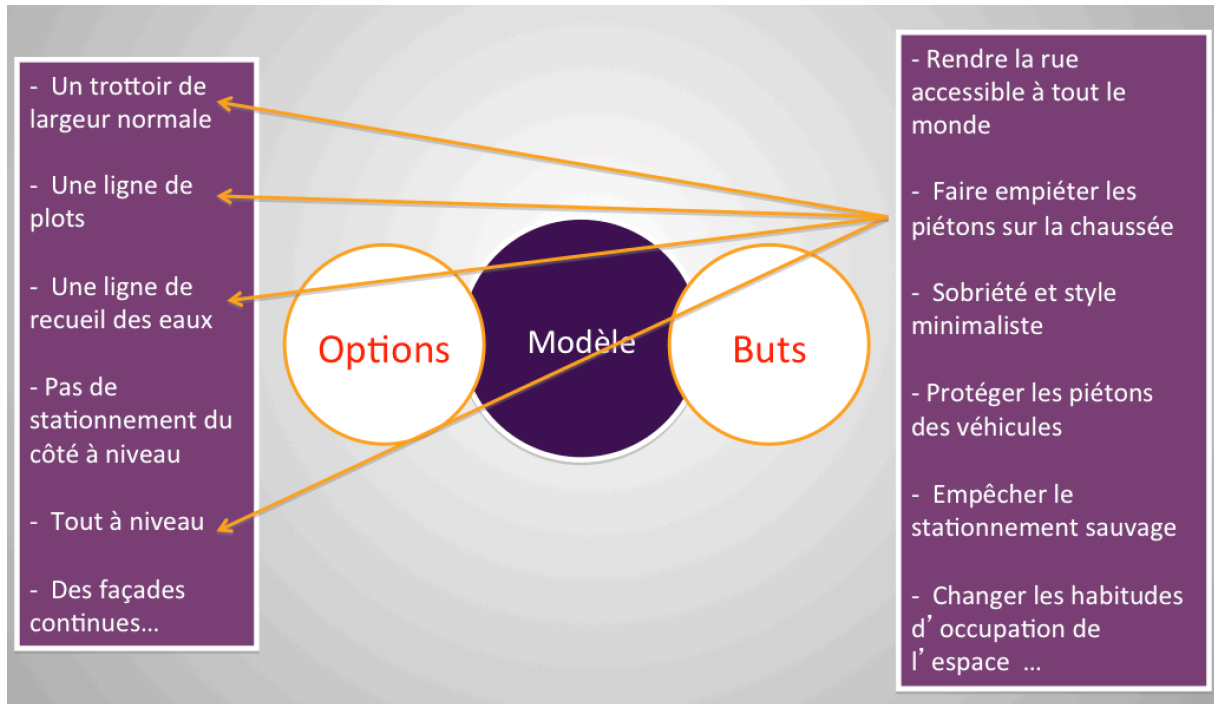 - Un trottoir de
largeur normale
- Une ligne de
plots
- Une ligne de
recueil des eaux
- Pas de
stationnement du
côté à niveau
- Tout à niveau
- Des façades
continues…
Options
Modèle
Buts
- Rendre la rue
accessible à tout le
monde
- Faire empiéter les
piétons sur la chaussée
- Sobriété et style
minimaliste
- Protéger les piétons
des véhicules
- Empêcher le
stationnement sauvage
- Changer les habitudes
d’ occupation de
l’ espace …